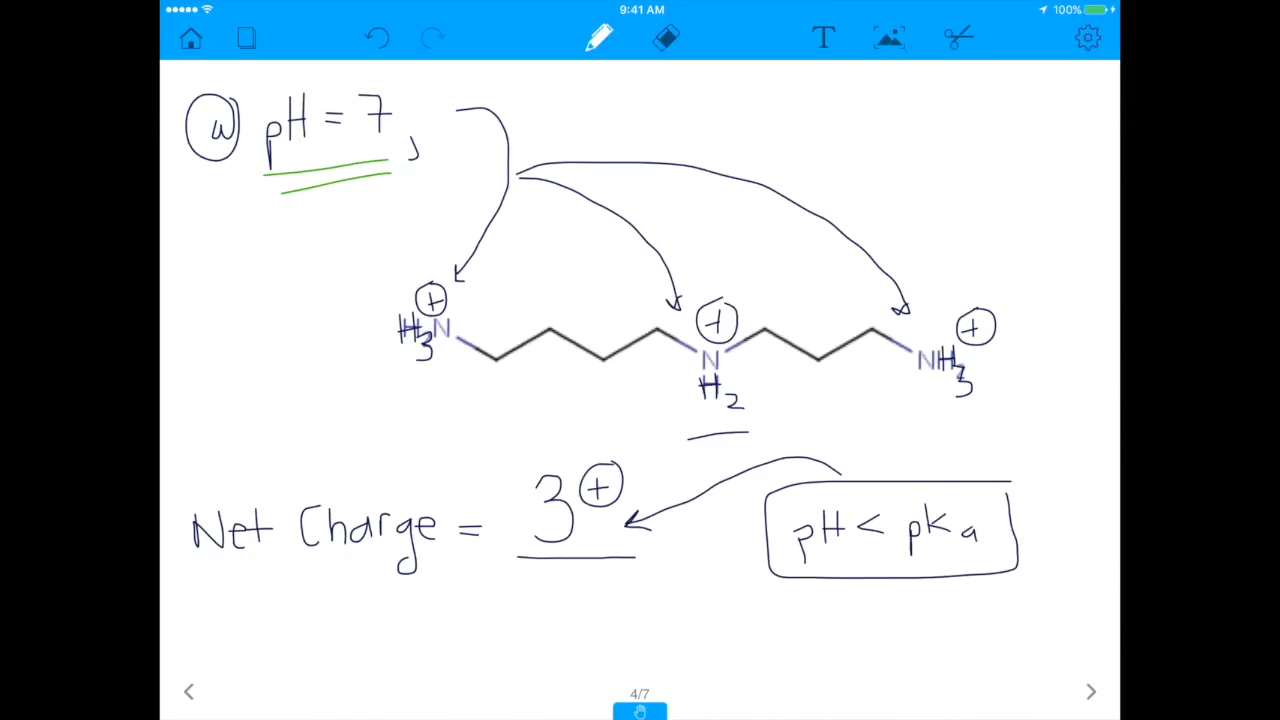 9:41 AM
100%
T
@ pH = 7,
H3N+
N+
H2
NH3+
Net Charge = 3+
pH < pKa
4/7